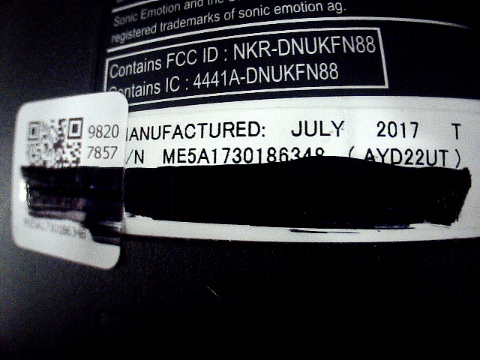 Sonic Emotion and the S
registered trademarks of sonic emotion ag.
Contains FCC ID : NKR-DNUKFN88
Contains IC : 4441A-DNUKFN88
9820
7857
MANUFACTURED: JULY 2017 T
/N ME5A1730186348 ( AYD22UT )